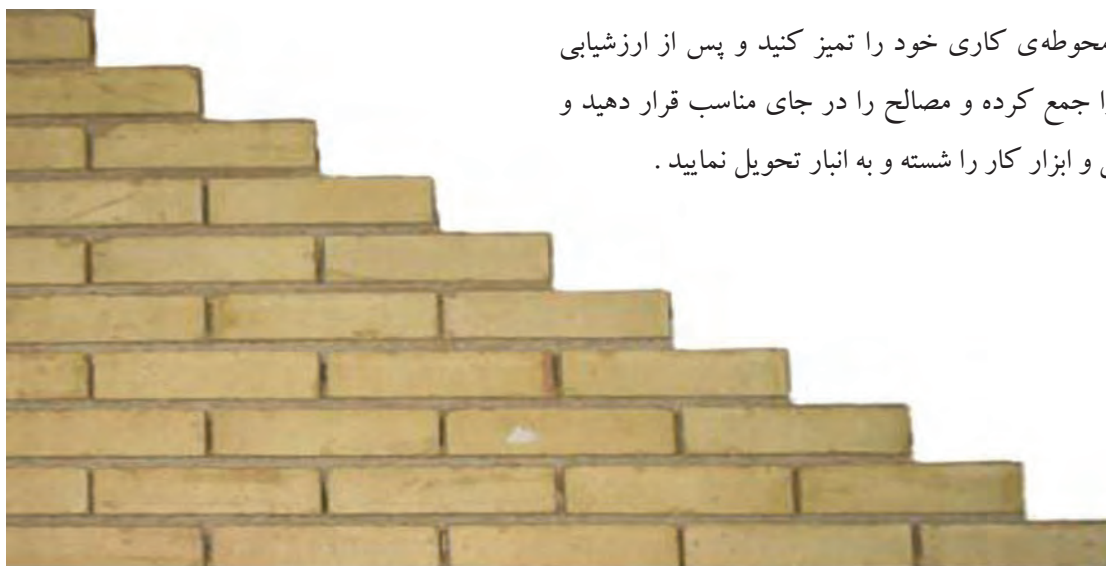 محوطه‌ی کاری خود را تمیز کنید و پس از ارزشیابی
جمع کرده و مصالح را در جای مناسب قرار دهید و
و ابزار کار را شسته و به انبار تحویل نمایید .